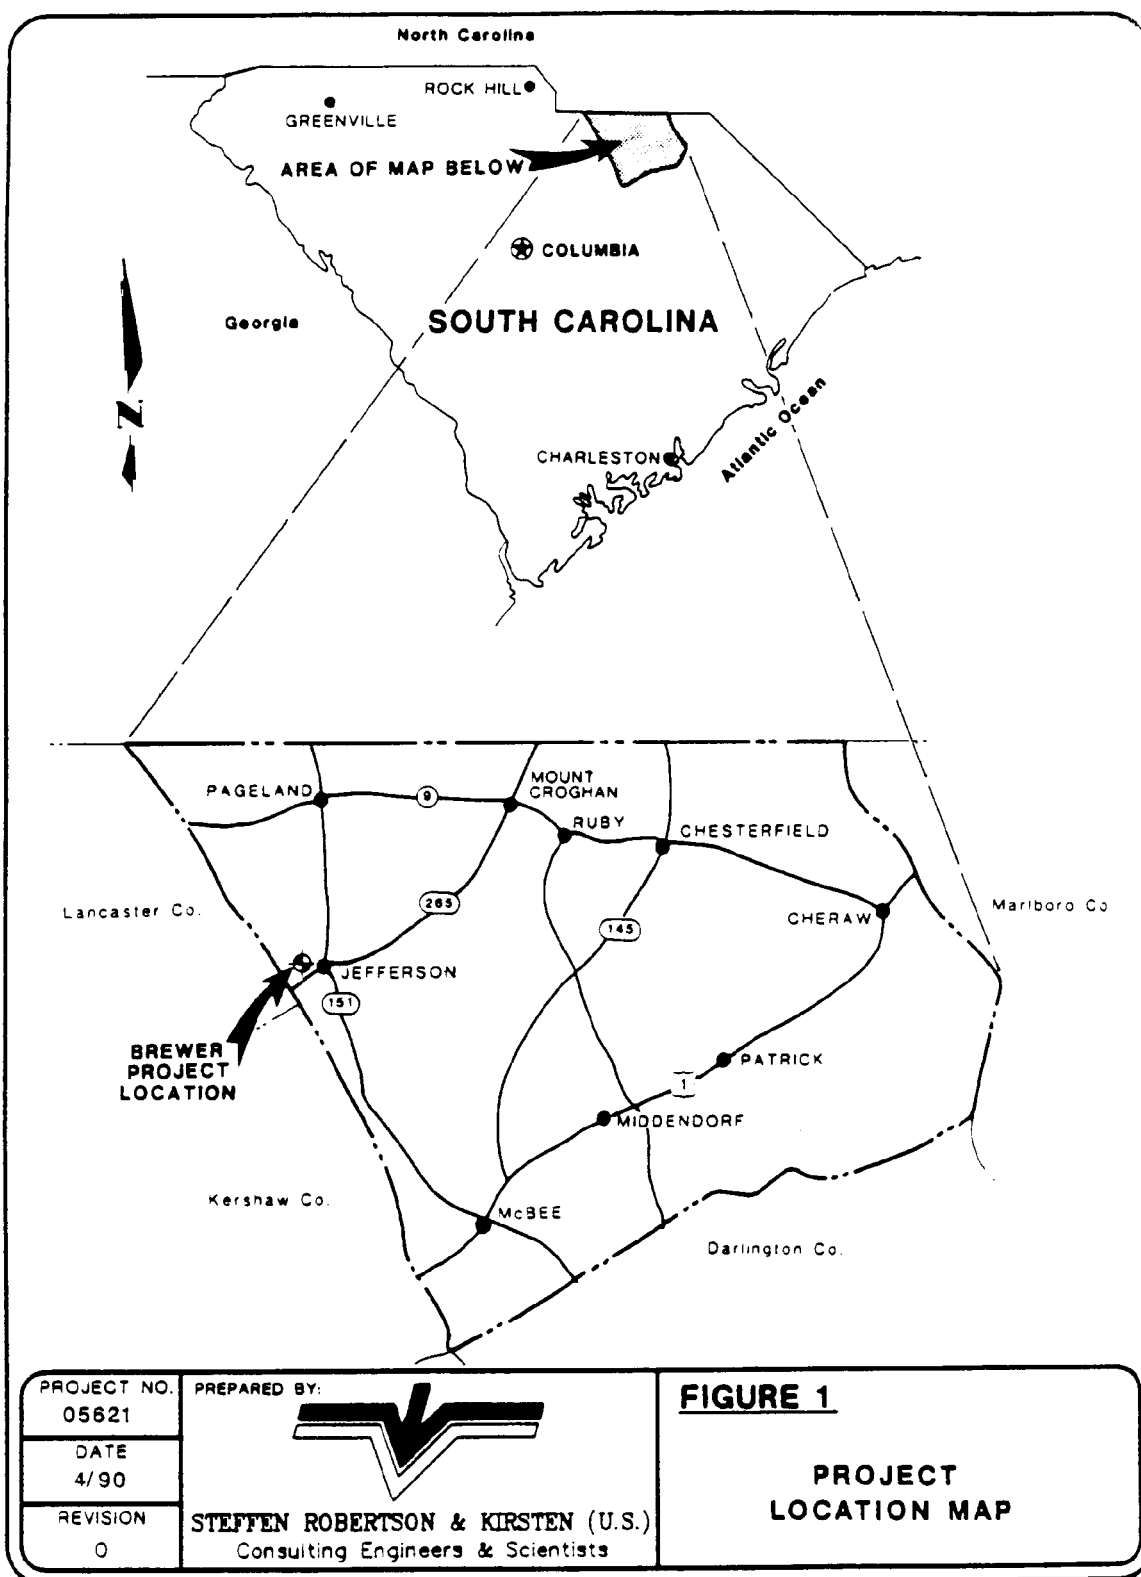 North Carolina
ROCK HILL
GREENVILLE
AREA OF MAP BELOW
COLUMBIA
Georgia
SOUTH CAROLINA
Atlantic Ocean
CHARLESTON
N
PAGELAND
9
MOUNT
CROGHAN
RUBY
CHESTERFIELD
265
Lancaster Co.
145
CHERAW
Marlboro Co
JEFFERSON
151
BREWER
PROJECT
LOCATION
PATRICK
1
MIDDENDORF
Kershaw Co.
McBEE
Darlington Co.
PROJECT NO.
05621
DATE
4/90
REVISION
0
PREPARED BY:
STEFFEN ROBERTSON & KIRSTEN (U.S.)
Consulting Engineers & Scientists
FIGURE 1
PROJECT
LOCATION MAP